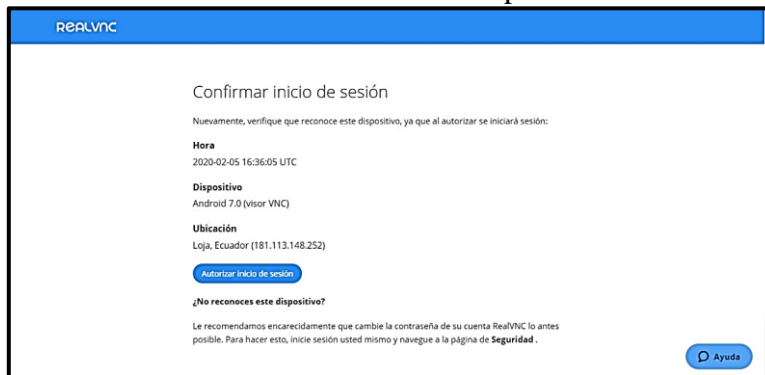 REALVNC
Confirmar inicio de sesión
Nuevamente, verifique que reconoce este dispositivo, ya que al autorizar se iniciará sesión:
Hora
2020-02-05 16:36:05 UTC
Dispositivo
Android 7.0 (visor VNC)
Ubicación
Loja, Ecuador (181.113.148.252)
Autorizar inicio de sesión
¿No reconoces este dispositivo?
Le recomendamos encarecidamente que cambie la contraseña de su cuenta RealVNC lo antes
posible. Para hacer esto, inicie sesión usted mismo y navegue a la página de Seguridad .
Ayuda